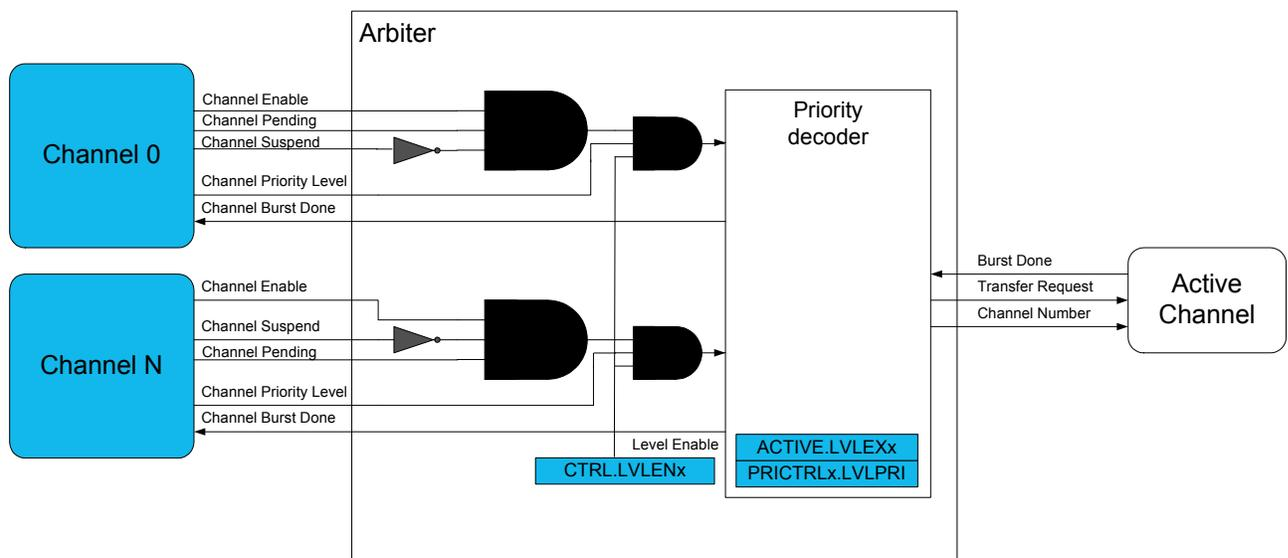 Arbiter
Channel 0
Channel Enable
Channel Pending
Channel Suspend
Channel Priority Level
Channel Burst Done
Priority
decoder
Channel N
Channel Enable
Channel Suspend
Channel Pending
Channel Priority Level
Channel Burst Done
Burst Done
Transfer Request
Channel Number
Active
Channel
Level Enable
CTRL.LVLENx
ACTIVE.LVLEXx
PRICTRLx.LVLPRI